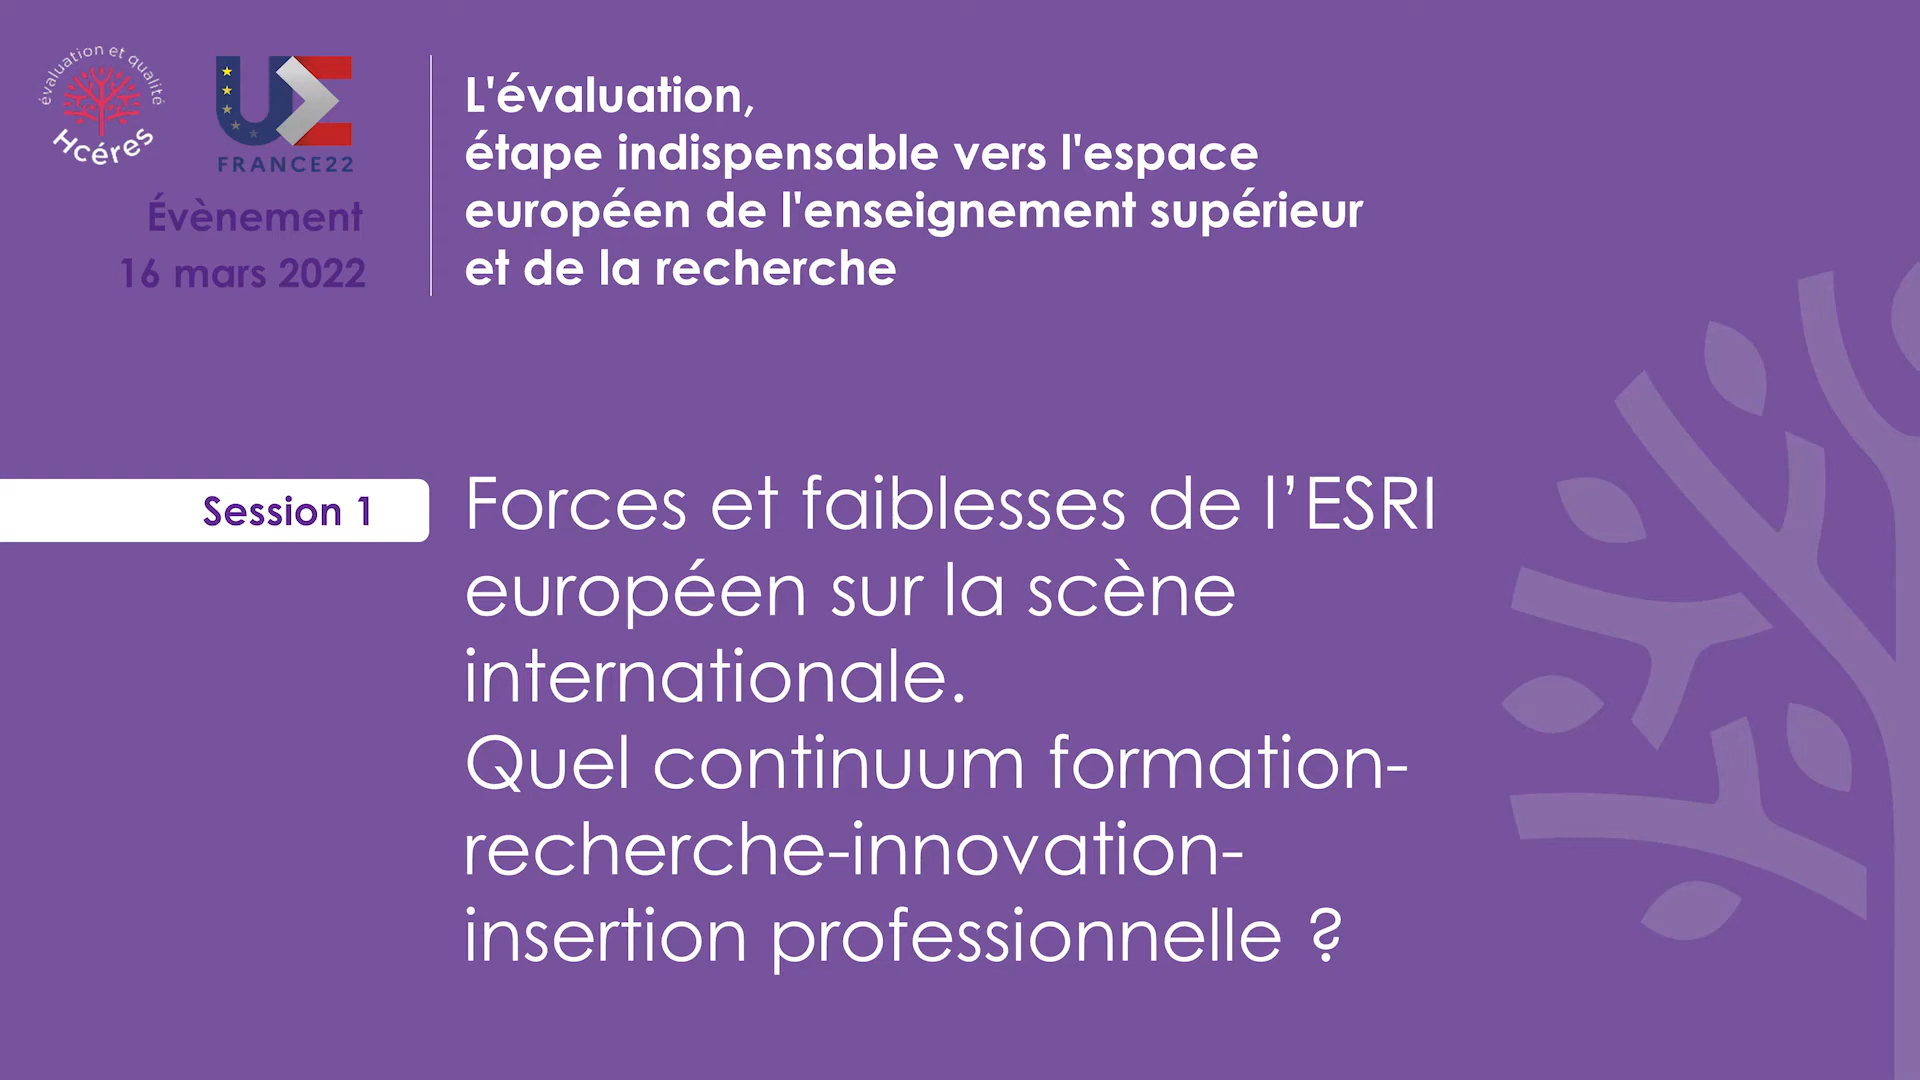 évaluation et qualité
Hcéres
UE
FRANCE22
Évènement
16 mars 2022
L'évaluation,
étape indispensable vers l'espace
européen de l'enseignement supérieur
et de la recherche
Session 1
Forces et faiblesses de l’ESRI
européen sur la scène
internationale.
Quel continuum formation-
recherche-innovation-
insertion professionnelle ?